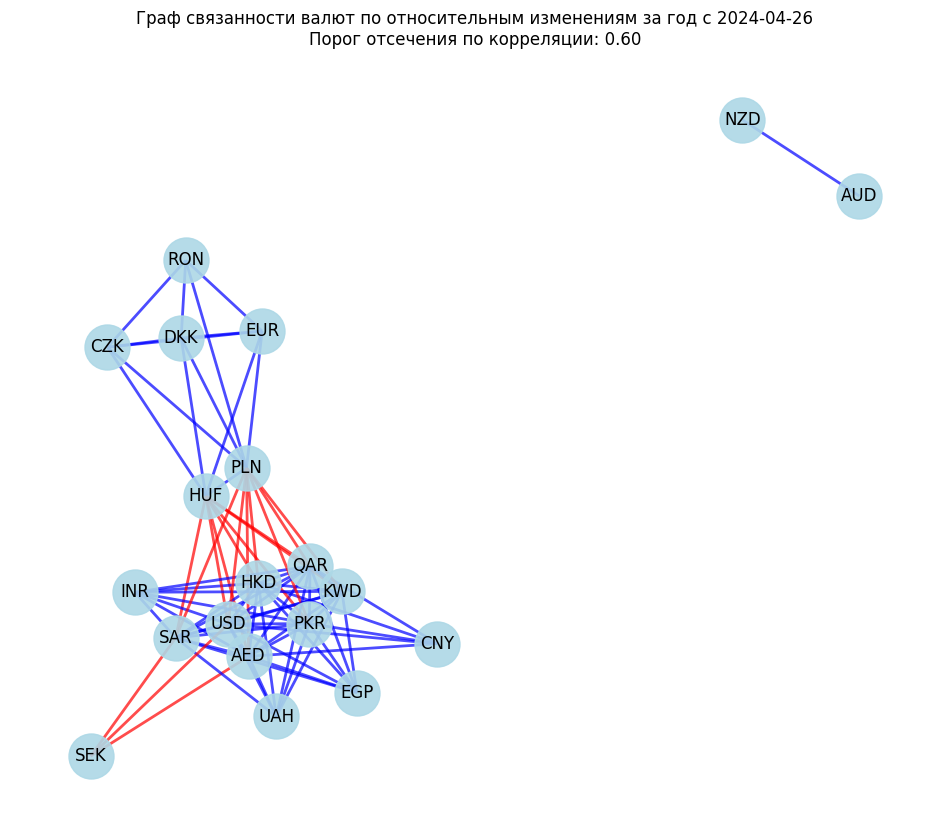 Граф связанности валют по относительным изменениям за год с 2024-04-26
Порог отсечения по корреляции: 0.60
NZD
AUD
RON
EUR
DKK
CZK
PLN
HUF
QAR
HKD
KWD
INR
USD
PKR
SAR
CNY
AED
EGP
UAH
SEK